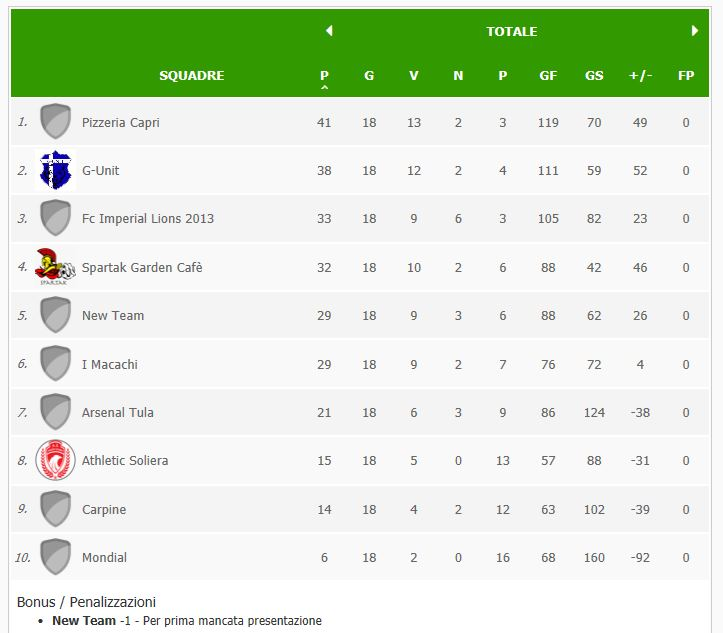 TOTALE
SQUADRE P G V N P GF GS +/- FP
1. Pizzeria Capri 41 18 13 2 3 119 70 49 0
2. G-Unit 38 18 12 2 4 111 59 52 0
3. Fc Imperial Lions 2013 33 18 9 6 3 105 82 23 0
4. Spartak Garden Cafè 32 18 10 2 6 88 42 46 0
SPARTAK
5. New Team 29 18 9 3 6 88 62 26 0
6. I Macachi 29 18 9 2 7 76 72 4 0
7. Arsenal Tula 21 18 6 3 9 86 124 -38 0
8. Athletic Soliera 15 18 5 0 13 57 88 -31 0
9. Carpine 14 18 4 2 12 63 102 -39 0
10. Mondial 6 18 2 0 16 68 160 -92 0
Bonus / Penalizzazioni
• New Team -1 - Per prima mancata presentazione